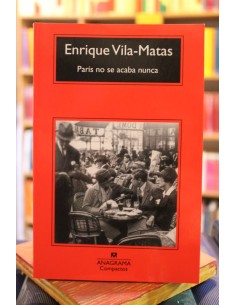 Enrique Vila-Matas
París no se acaba nunca
ANAGRAMA
Compactos